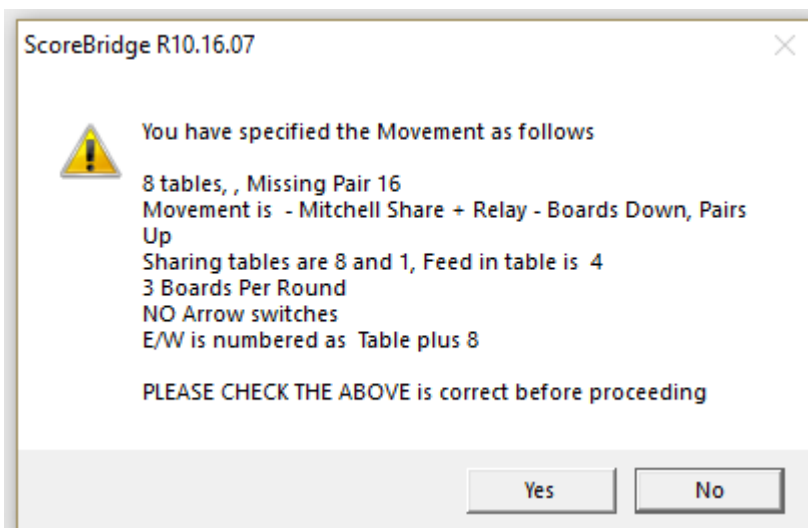 ScoreBridge R10.16.07
You have specified the Movement as follows
8 tables, , Missing Pair 16
Movement is  - Mitchell Share + Relay - Boards Down, Pairs
Up
Sharing tables are 8 and 1, Feed in table is  4
3 Boards Per Round
NO Arrow switches
E/W is numbered as  Table plus 8
PLEASE CHECK THE ABOVE is correct before proceeding
Yes
No